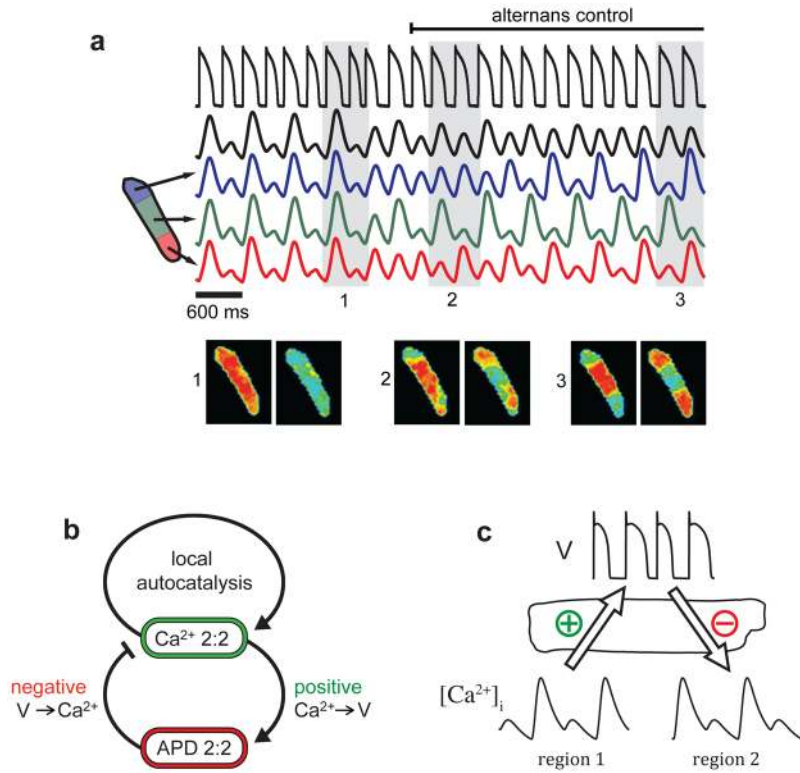 alternans control
a
1
2
3
600 ms
1
2
3
b
local
autocatalysis
Ca²⁺ 2:2
negative
V → Ca²⁺
positive
Ca²⁺→ V
APD 2:2
c
V
+
−
[Ca²⁺]i
region 1
region 2